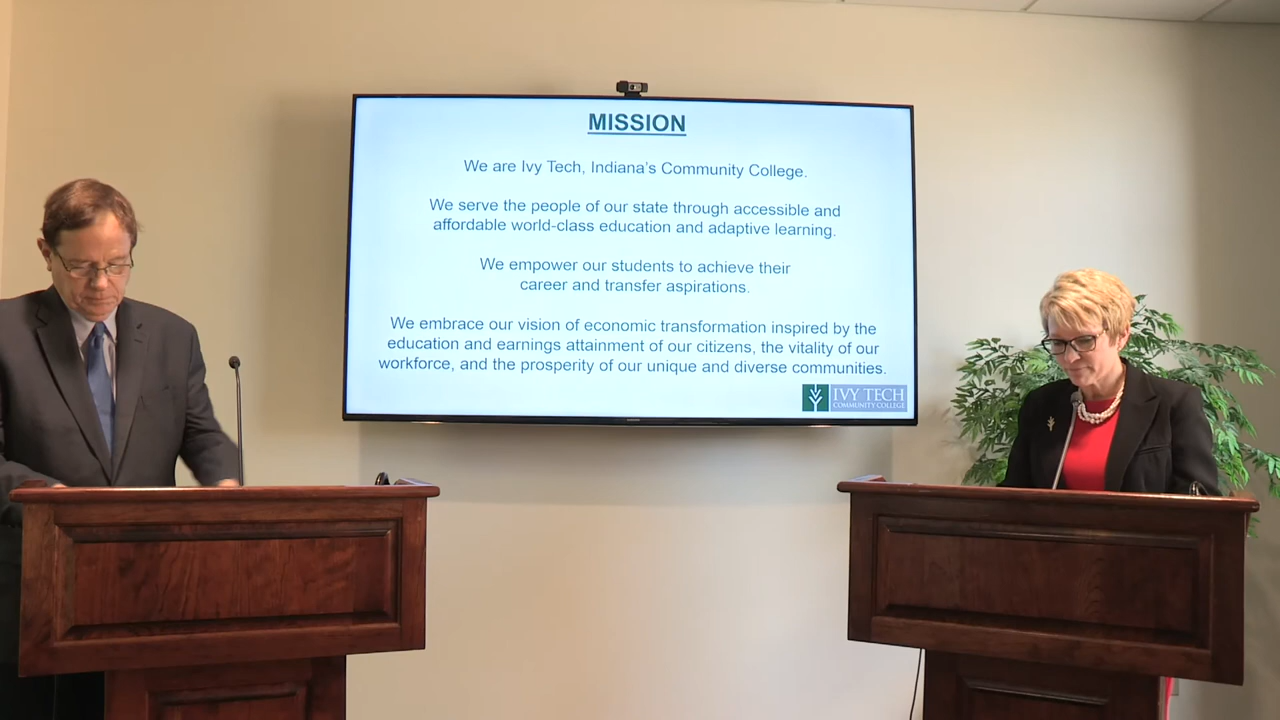 MISSION
We are Ivy Tech, Indiana's Community College.
We serve the people of our state through accessible and
affordable world-class education and adaptive learning.
We empower our students to achieve their
career and transfer aspirations.
We embrace our vision of economic transformation inspired by the
education and earnings attainment of our citizens, the vitality of our
workforce, and the prosperity of our unique and diverse communities.
IVY TECH
COMMUNITY COLLEGE